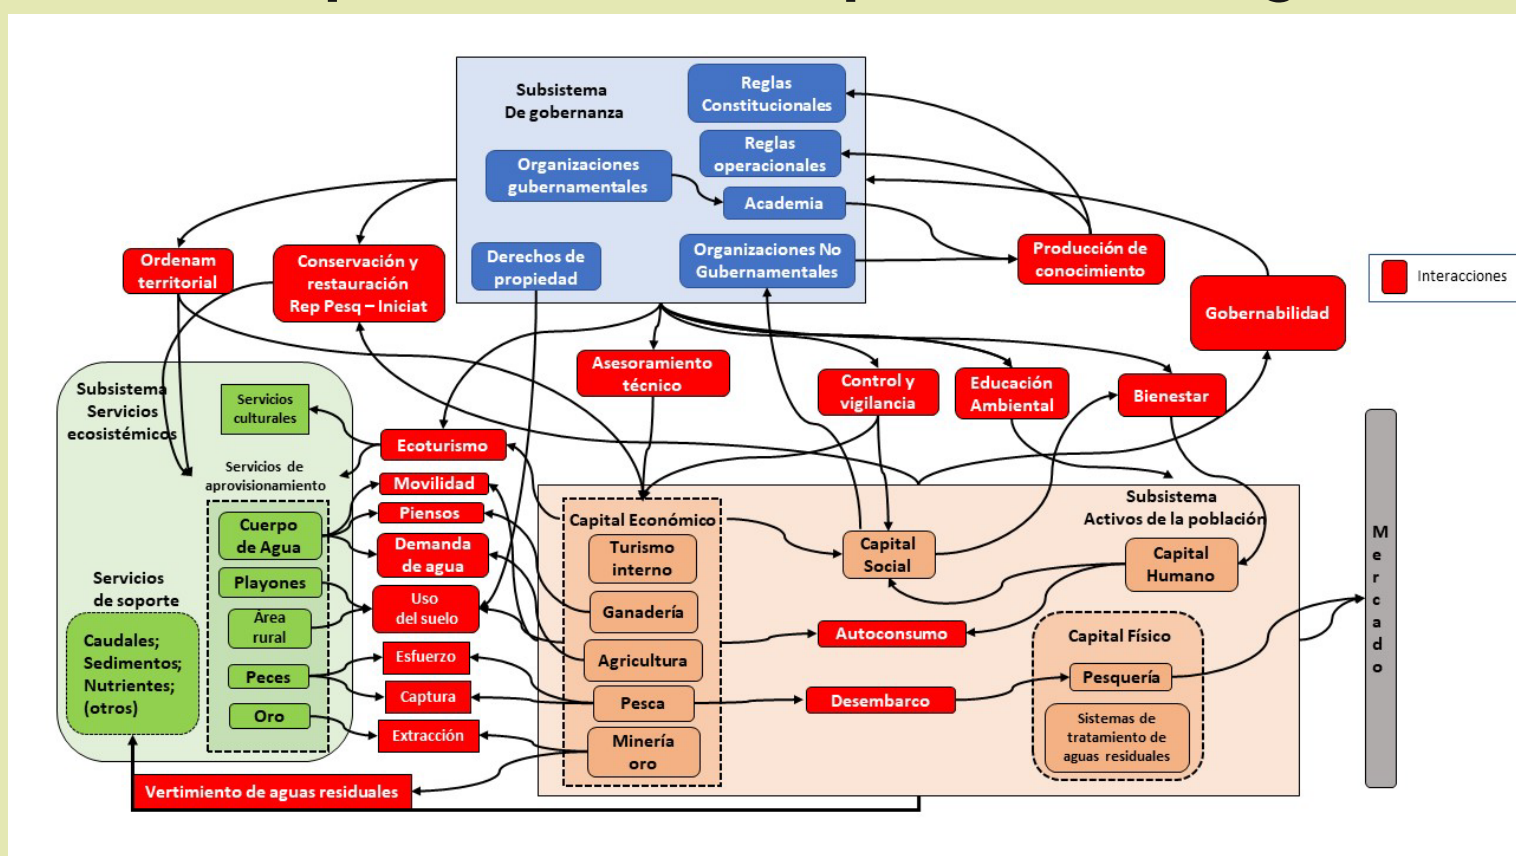 Subsistema
De gobernanza
Reglas
Constitucionales
Reglas
operacionales
Organizaciones
gubernamentales
Academia
Derechos de
propiedad
Organizaciones No
Gubernamentales
Ordenam
territorial
Conservación y
restauración
Rep Pesq – Iniciat
Producción de
conocimiento
Gobernabilidad
Interacciones
Asesoramiento
técnico
Control y
vigilancia
Educación
Ambiental
Bienestar
Subsistema
Servicios
ecosistémicos
Servicios
culturales
Servicios de
aprovisionamiento
Cuerpo
de Agua
Playones
Área
rural
Peces
Oro
Servicios
de soporte
Caudales;
Sedimentos;
Nutrientes;
(otros)
Ecoturismo
Movilidad
Piensos
Demanda
de agua
Uso
del suelo
Esfuerzo
Captura
Extracción
Vertimiento de aguas residuales
Capital Económico
Turismo
interno
Ganadería
Agricultura
Pesca
Minería
oro
Capital
Social
Autoconsumo
Desembarco
Subsistema
Activos de la población
Capital
Humano
Capital Físico
Pesquería
Sistemas de
tratamiento de
aguas residuales
Mercado